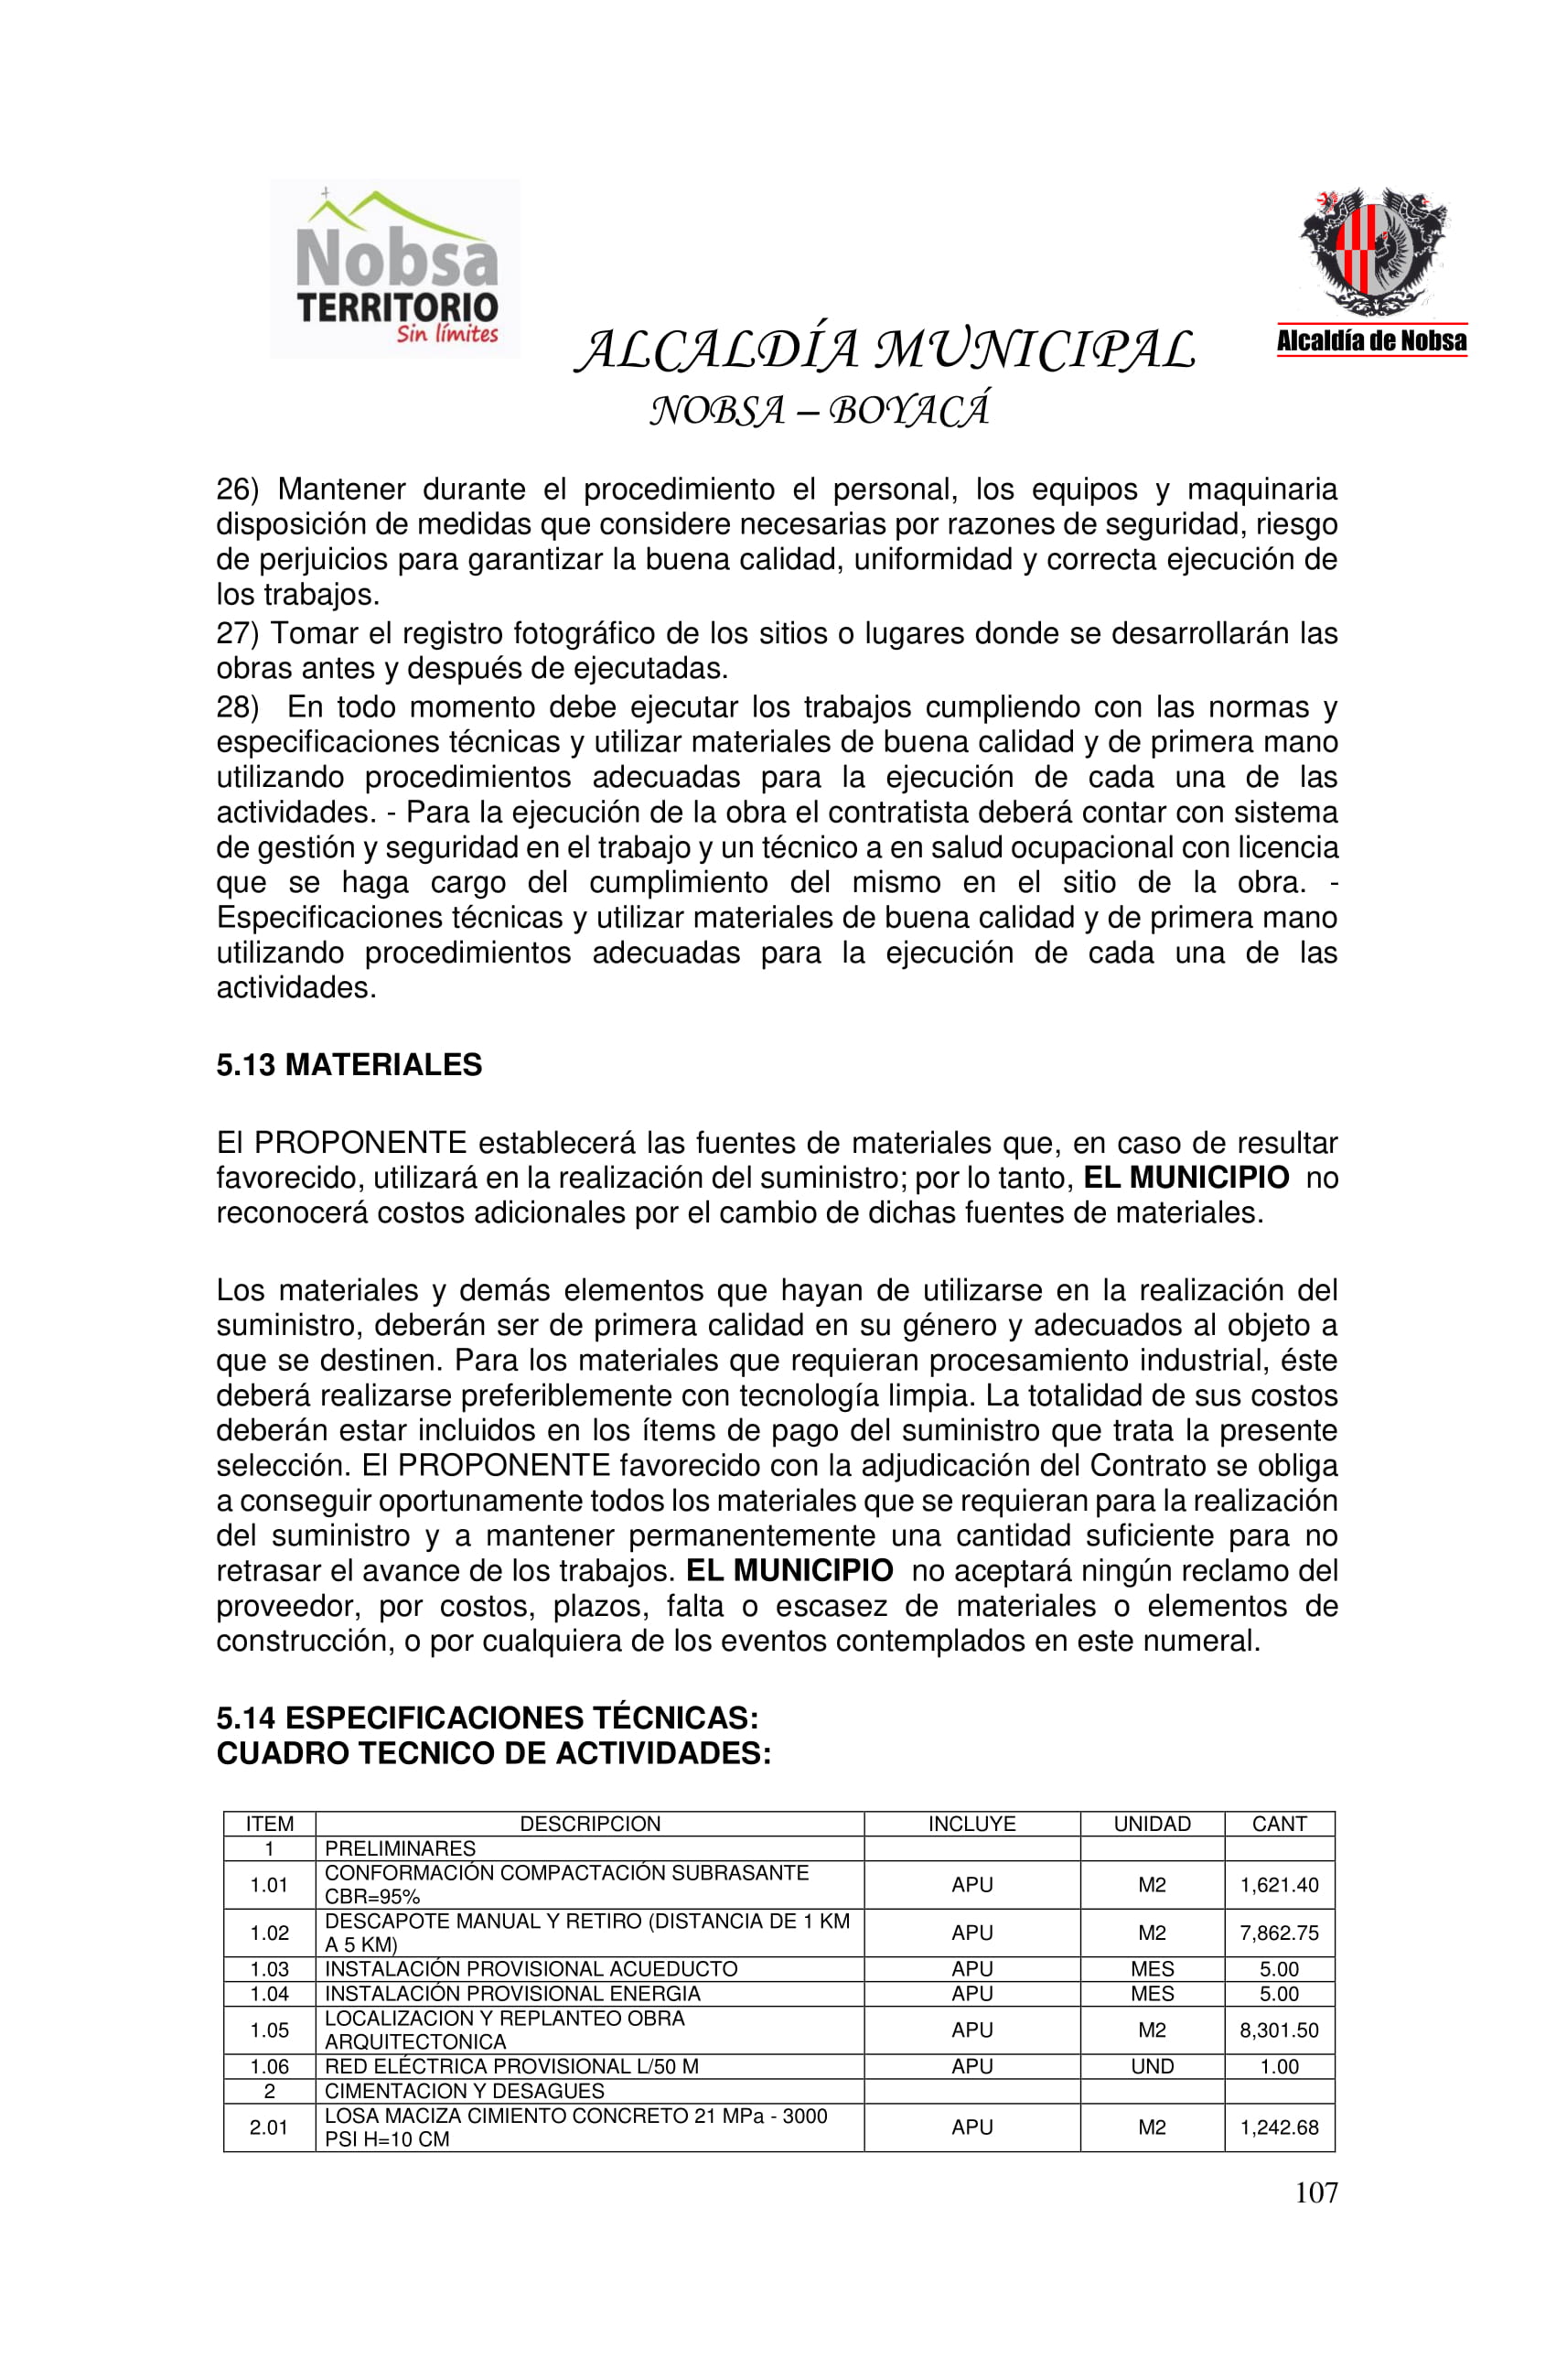 Nobsa
TERRITORIO
Sin límites
Alcaldía de Nobsa
ALCALDÍA MUNICIPAL
NOBSA – BOYACÁ
26) Mantener durante el procedimiento el personal, los equipos y maquinaria
disposición de medidas que considere necesarias por razones de seguridad, riesgo
de perjuicios para garantizar la buena calidad, uniformidad y correcta ejecución de
los trabajos.
27) Tomar el registro fotográfico de los sitios o lugares donde se desarrollarán las
obras antes y después de ejecutadas.
28) En todo momento debe ejecutar los trabajos cumpliendo con las normas y
especificaciones técnicas y utilizar materiales de buena calidad y de primera mano
utilizando procedimientos adecuadas para la ejecución de cada una de las
actividades. - Para la ejecución de la obra el contratista deberá contar con sistema
de gestión y seguridad en el trabajo y un técnico a en salud ocupacional con licencia
que se haga cargo del cumplimiento del mismo en el sitio de la obra. -
Especificaciones técnicas y utilizar materiales de buena calidad y de primera mano
utilizando procedimientos adecuadas para la ejecución de cada una de las
actividades.
5.13 MATERIALES
El PROPONENTE establecerá las fuentes de materiales que, en caso de resultar
favorecido, utilizará en la realización del suministro; por lo tanto, EL MUNICIPIO no
reconocerá costos adicionales por el cambio de dichas fuentes de materiales.
Los materiales y demás elementos que hayan de utilizarse en la realización del
suministro, deberán ser de primera calidad en su género y adecuados al objeto a
que se destinen. Para los materiales que requieran procesamiento industrial, éste
deberá realizarse preferiblemente con tecnología limpia. La totalidad de sus costos
deberán estar incluidos en los ítems de pago del suministro que trata la presente
selección. El PROPONENTE favorecido con la adjudicación del Contrato se obliga
a conseguir oportunamente todos los materiales que se requieran para la realización
del suministro y a mantener permanentemente una cantidad suficiente para no
retrasar el avance de los trabajos. EL MUNICIPIO no aceptará ningún reclamo del
proveedor, por costos, plazos, falta o escasez de materiales o elementos de
construcción, o por cualquiera de los eventos contemplados en este numeral.
5.14 ESPECIFICACIONES TÉCNICAS:
CUADRO TECNICO DE ACTIVIDADES:
ITEM DESCRIPCION INCLUYE UNIDAD CANT
1 PRELIMINARES
1.01 CONFORMACIÓN COMPACTACIÓN SUBRASANTE
CBR=95% APU M2 1,621.40
1.02 DESCAPOTE MANUAL Y RETIRO (DISTANCIA DE 1 KM
A 5 KM) APU M2 7,862.75
1.03 INSTALACIÓN PROVISIONAL ACUEDUCTO APU MES 5.00
1.04 INSTALACIÓN PROVISIONAL ENERGIA APU MES 5.00
1.05 LOCALIZACION Y REPLANTEO OBRA
ARQUITECTONICA APU M2 8,301.50
1.06 RED ELÉCTRICA PROVISIONAL L/50 M APU UND 1.00
2 CIMENTACION Y DESAGUES
2.01 LOSA MACIZA CIMIENTO CONCRETO 21 MPa - 3000
PSI H=10 CM APU M2 1,242.68
107